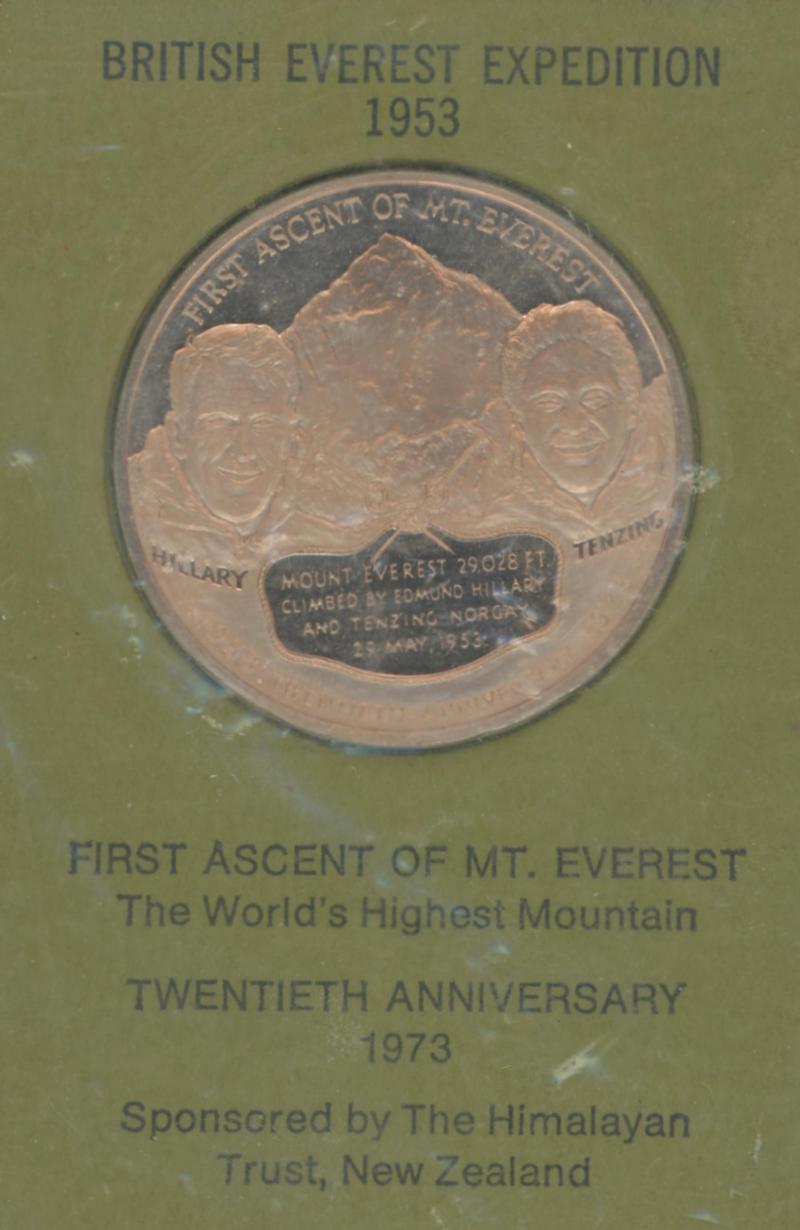 BRITISH EVEREST EXPEDITION
1953
FIRST ASCENT OF MT. EVEREST
HILLARY
TENZING
MOUNT EVEREST 29,028 FT.
CLIMBED BY EDMUND HILLARY
AND TENZING NORGAY
29 MAY, 1953
TWENTIETH ANNIVERSARY
FIRST ASCENT OF MT. EVEREST
The World's Highest Mountain
TWENTIETH ANNIVERSARY
1973
Sponsored by The Himalayan
Trust, New Zealand